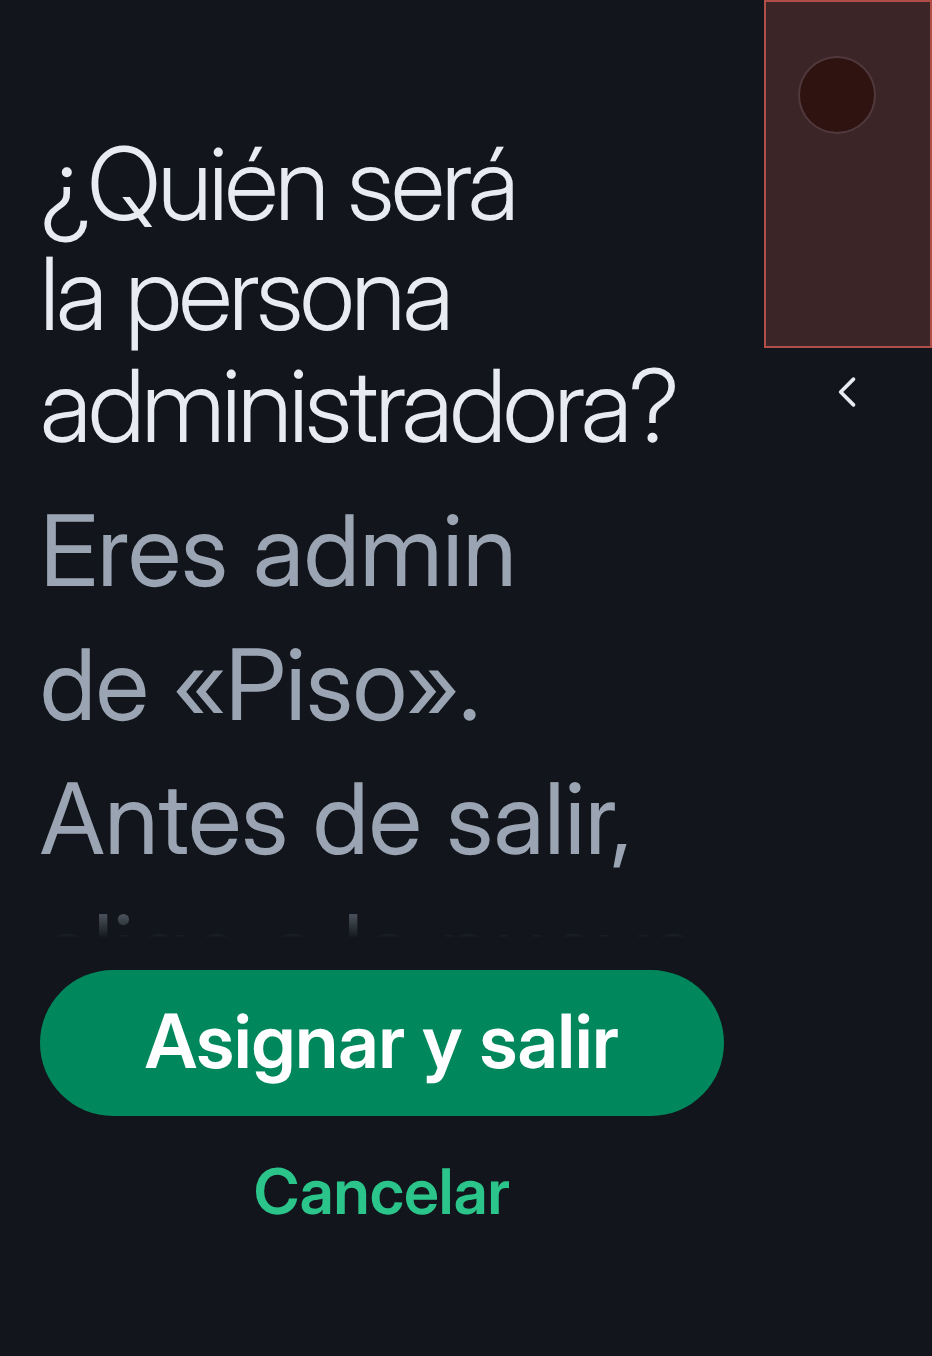 ¿Quién será
la persona
administradora?
Eres admin
de «Piso».
Antes de salir,
Asignar y salir
Cancelar